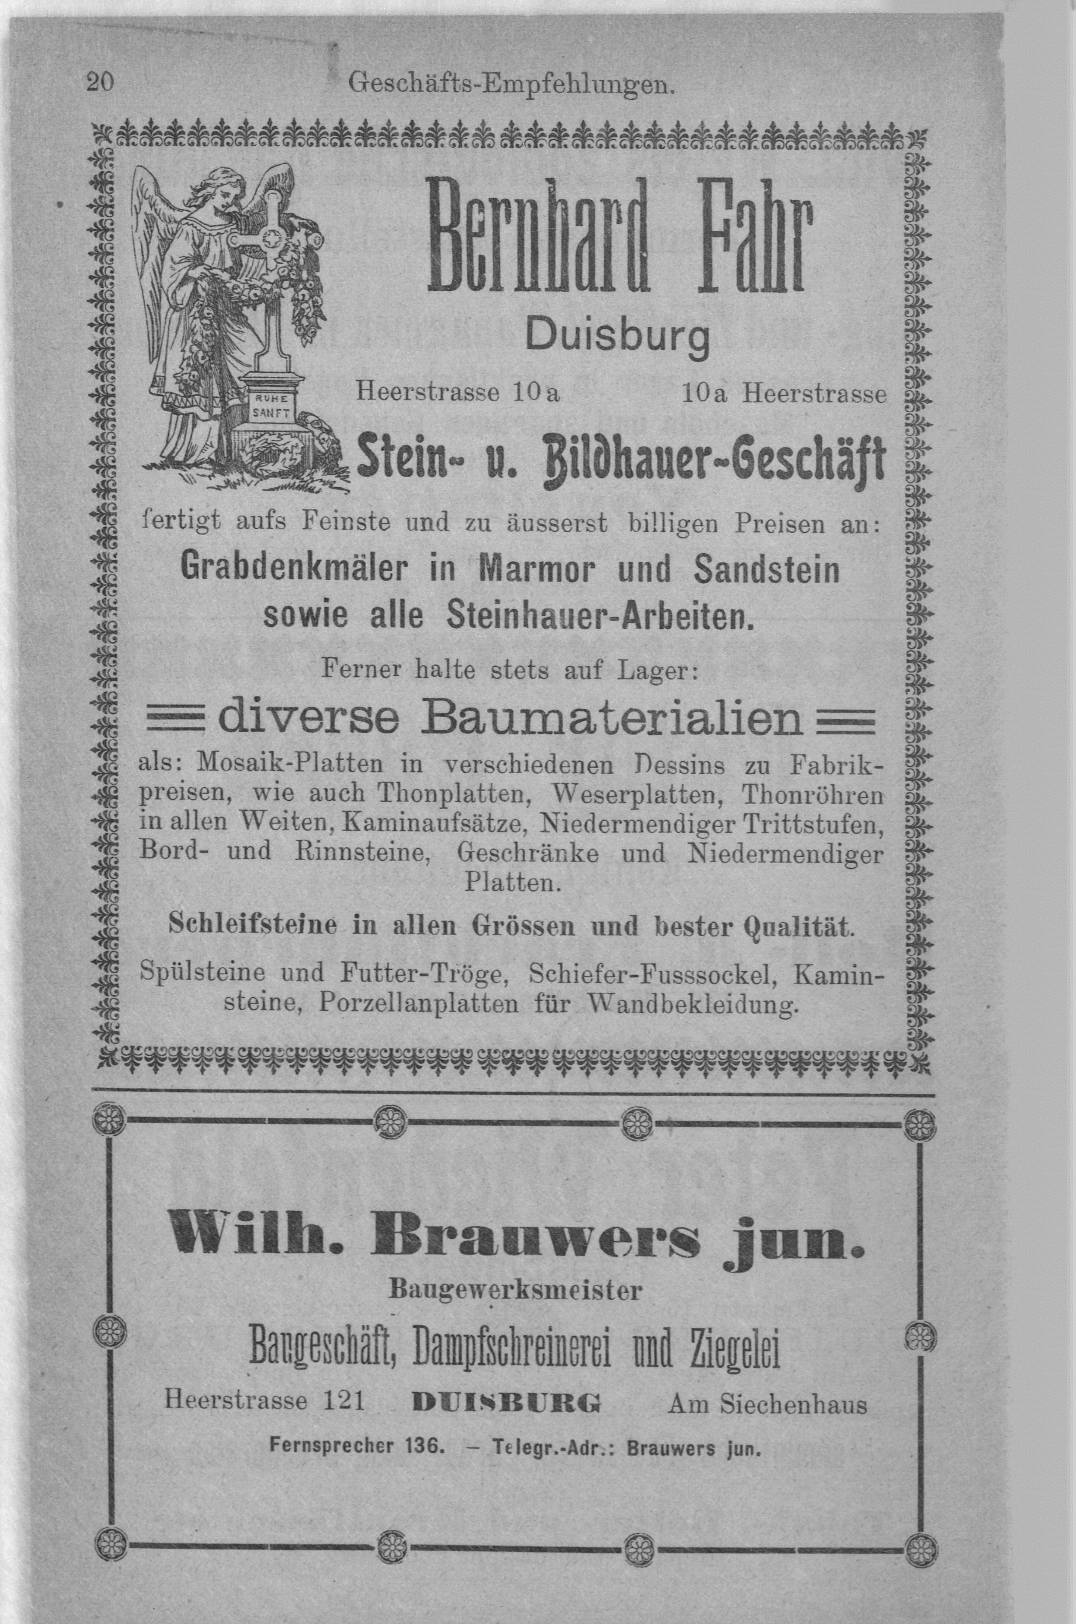 20
Geschäfts-Empfehlungen.
Bernhard Fahr
Duisburg
Heerstrasse 10a 10a Heerstrasse
RUHE
SANFT
Stein- u. Bildhauer-Geschäft
fertigt aufs Feinste und zu äusserst billigen Preisen an:
Grabdenkmäler in Marmor und Sandstein
sowie alle Steinhauer-Arbeiten.
Ferner halte stets auf Lager:
diverse Baumaterialien
als: Mosaik-Platten in verschiedenen Dessins zu Fabrik-
preisen, wie auch Thonplatten, Weserplatten, Thonröhren
in allen Weiten, Kaminaufsätze, Niedermendiger Trittstufen,
Bord- und Rinnsteine, Geschränke und Niedermendiger
Platten.
Schleifsteine in allen Grössen und bester Qualität.
Spülsteine und Futter-Tröge, Schiefer-Fusssockel, Kamin-
steine, Porzellanplatten für Wandbekleidung.
Wilh. Brauwers jun.
Baugewerksmeister
Baugeschäft, Dampfschreinerei und Ziegelei
Heerstrasse 121 DUISBURG Am Siechenhaus
Fernsprecher 136. — Telegr.-Adr.: Brauwers jun.